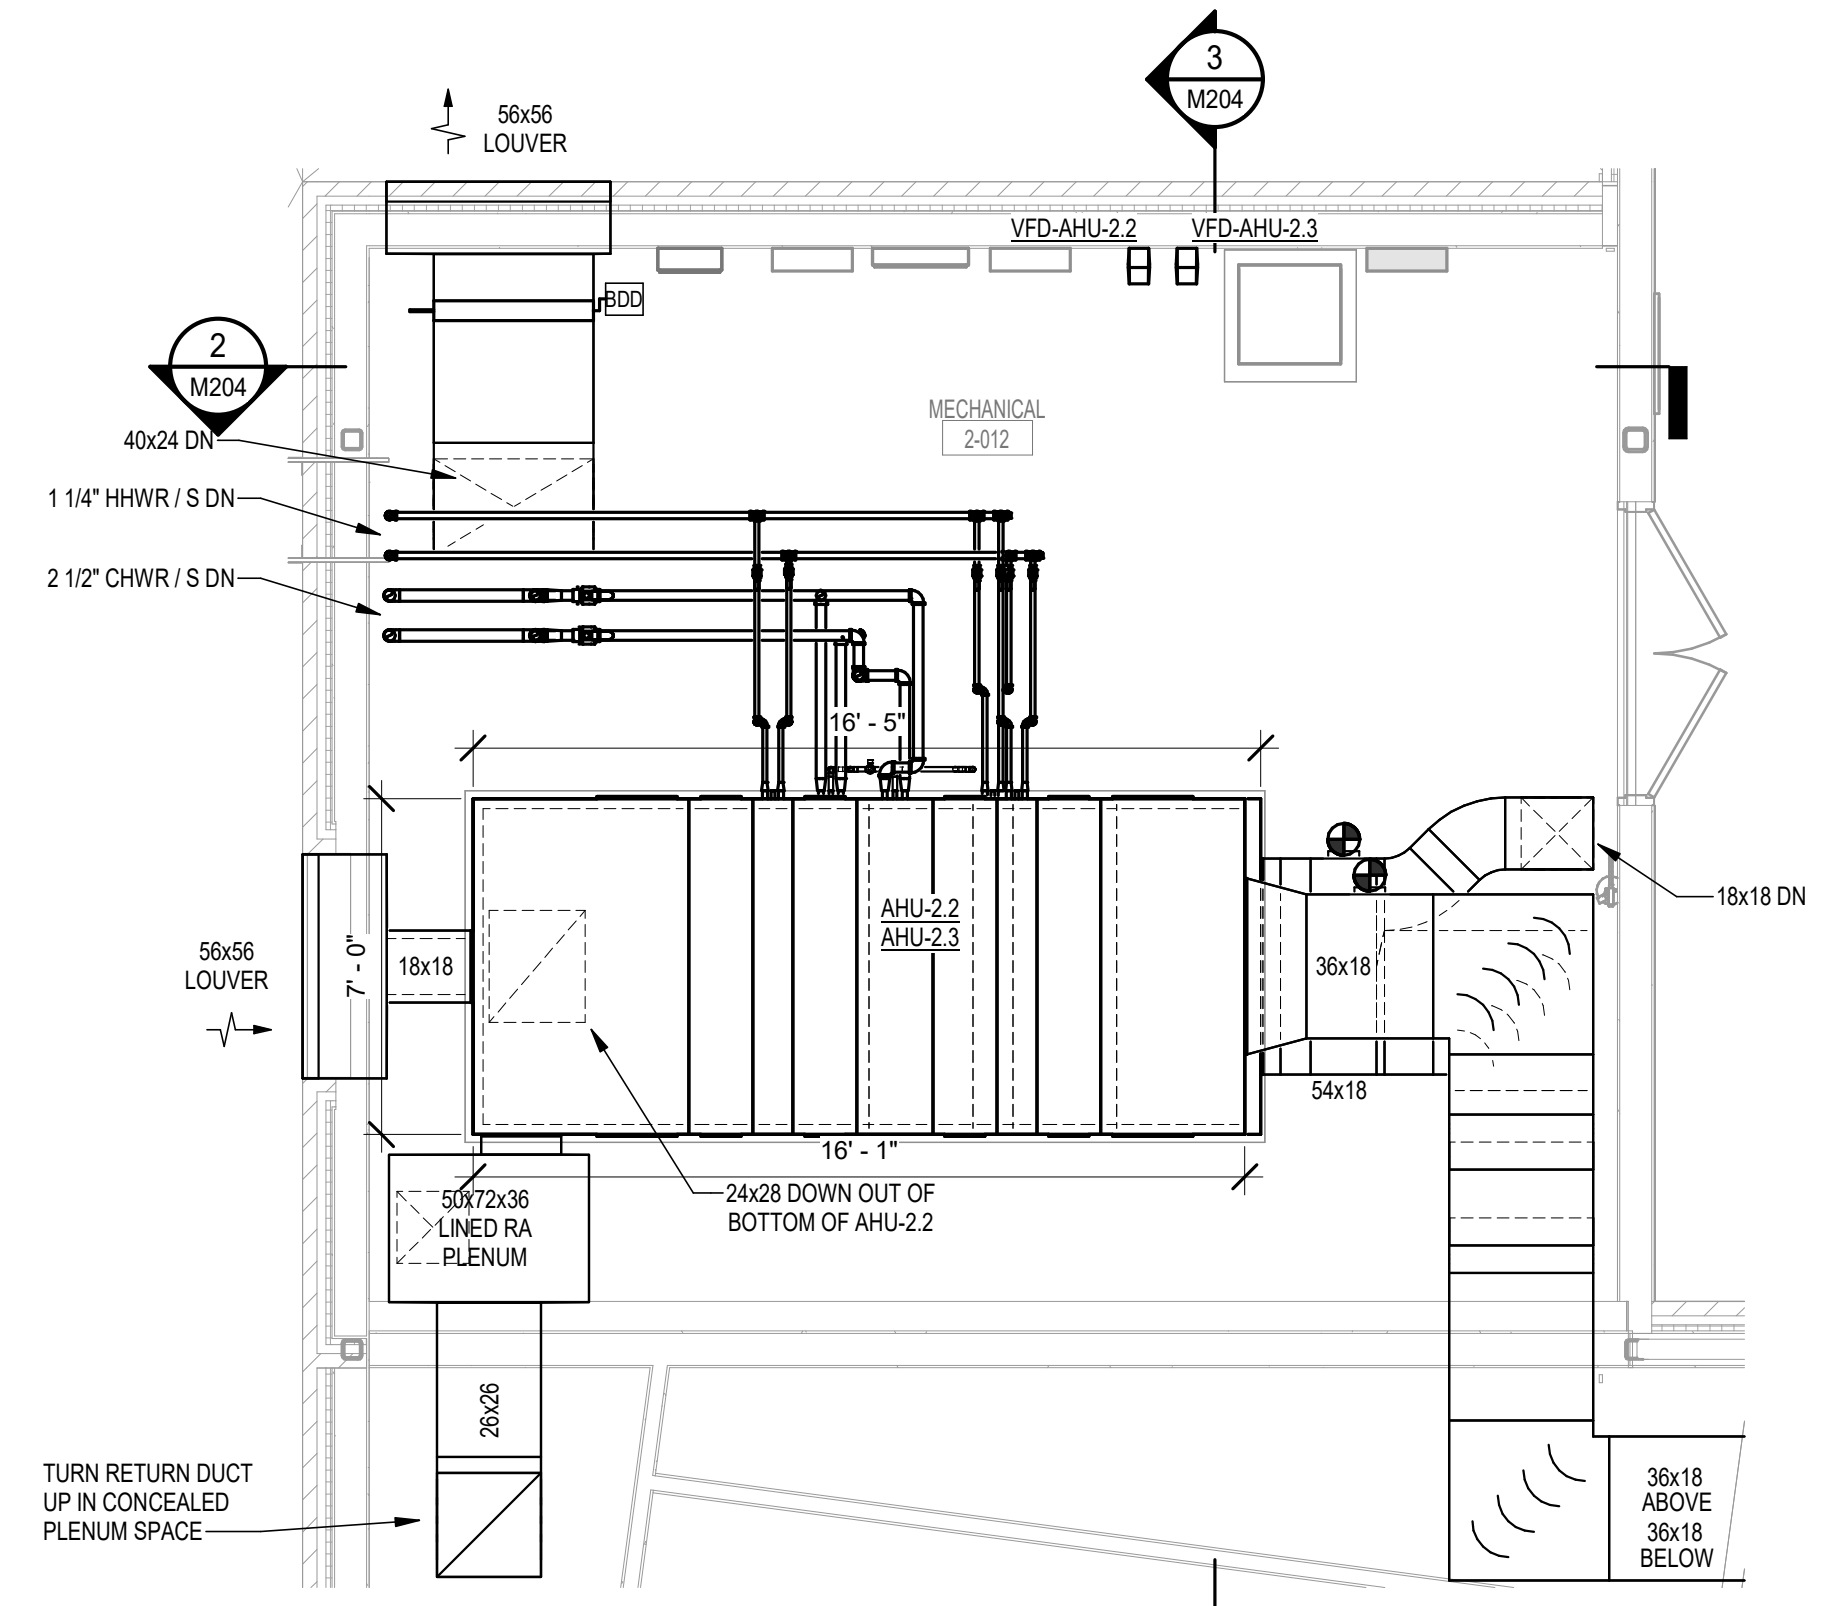 3
M204
56x56
LOUVER
VFD-AHU-2.2
VFD-AHU-2.3
BDD
2
M204
MECHANICAL
2-012
40x24 DN
1 1/4" HHWR / S DN
2 1/2" CHWR / S DN
16' - 5"
18x18 DN
AHU-2.2
AHU-2.3
56x56
LOUVER
7' - 0"
18x18
36x18
54x18
16' - 1"
50x72x36
LINED RA
PLENUM
24x28 DOWN OUT OF
BOTTOM OF AHU-2.2
26x26
TURN RETURN DUCT
UP IN CONCEALED
PLENUM SPACE
36x18
ABOVE
36x18
BELOW